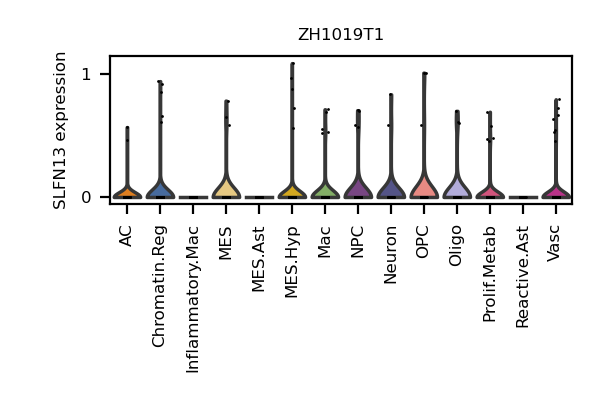 ZH1019T1
SLFN13 expression
1
0
AC
Chromatin.Reg
Inflammatory.Mac
MES
MES.Ast
MES.Hyp
Mac
NPC
Neuron
OPC
Oligo
Prolif.Metab
Reactive.Ast
Vasc